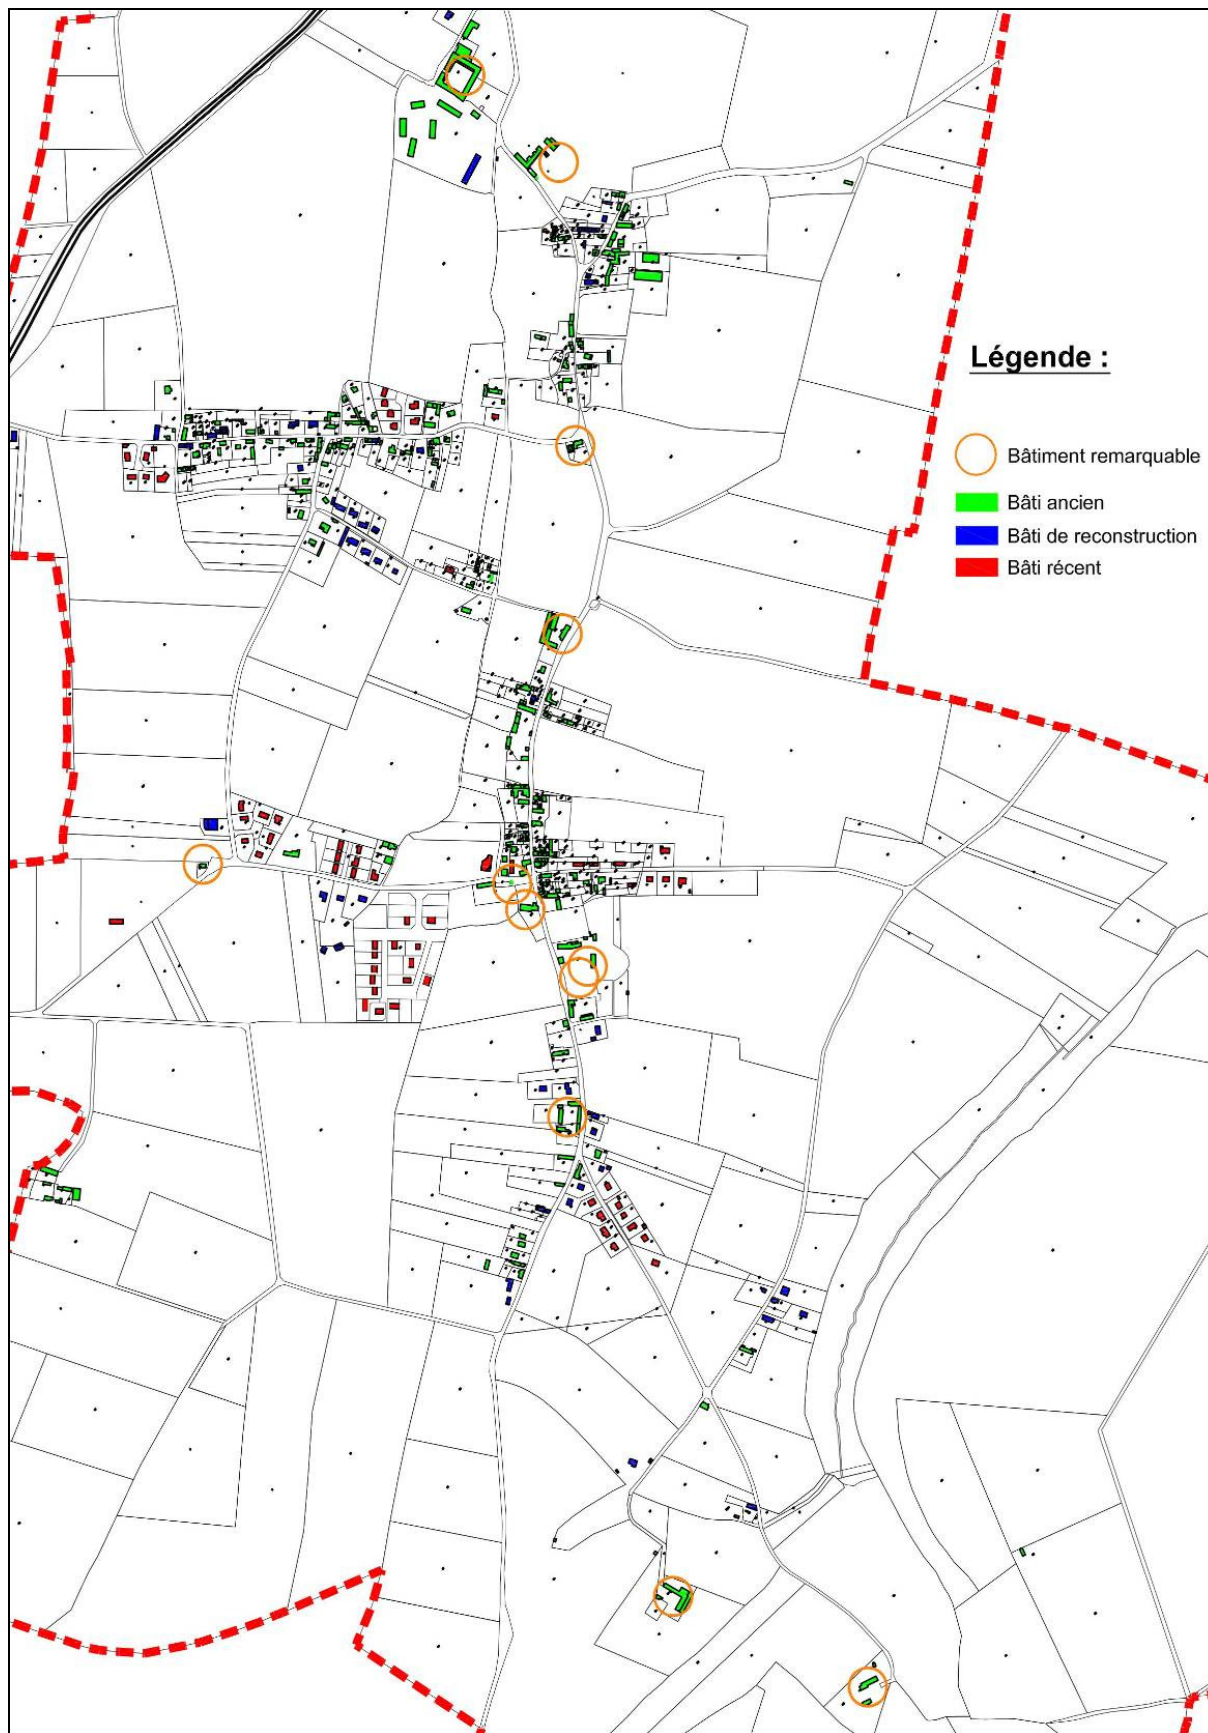 Légende :
Bâtiment remarquable
Bâti ancien
Bâti de reconstruction
Bâti récent